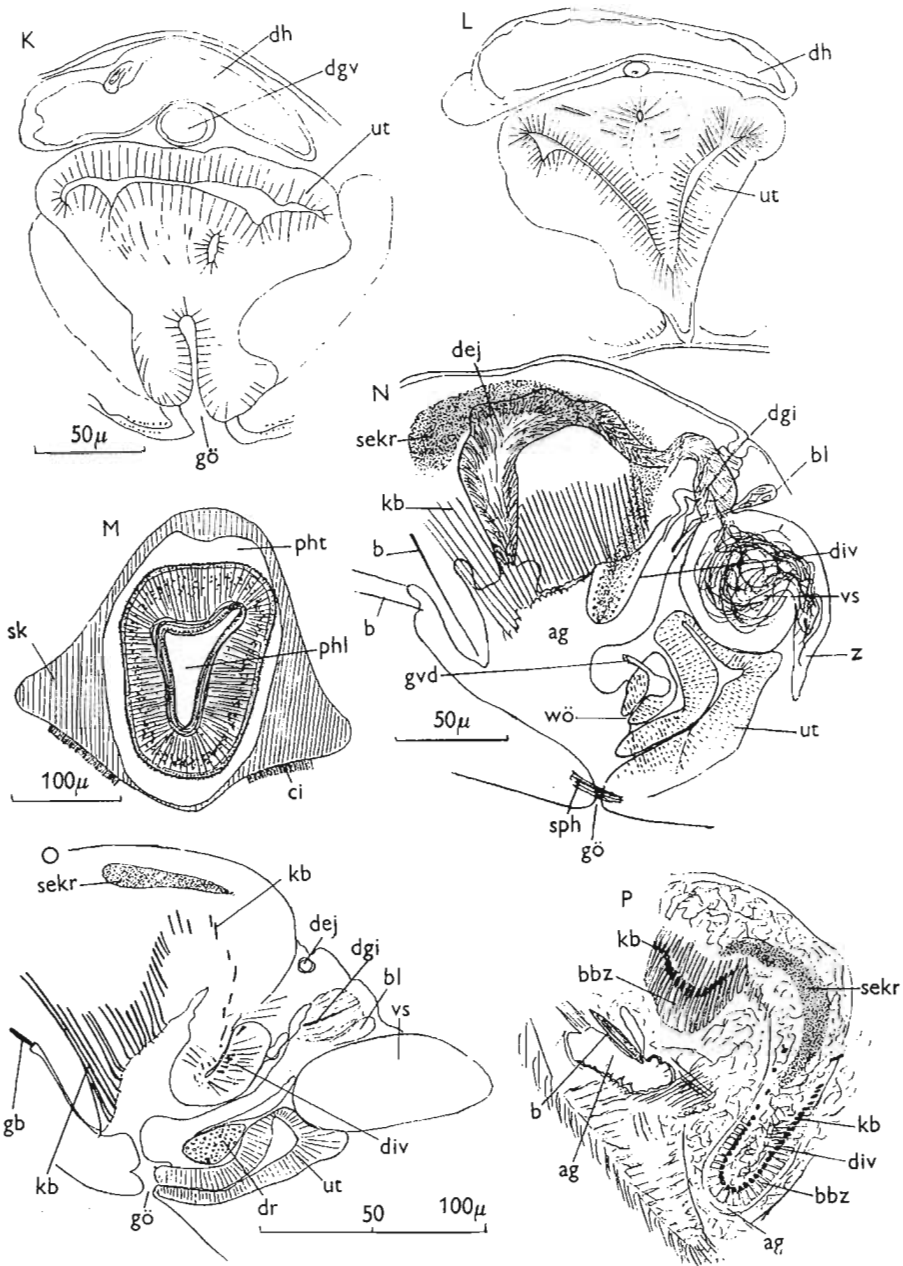 K
dh
dgv
ut
50µ
gö
L
dh
ut
M
pht
sk
phl
100µ
ci
N
dej
sekr
kb
b
b
ag
gvd
wö
50µ
sph
gö
dgi
bl
div
vs
z
ut
O
sekr
kb
dej
dgi
bl
vs
gb
kb
gö
dr
ut
div
50
100µ
P
kb
bbz
sekr
b
ag
kb
div
bbz
ag